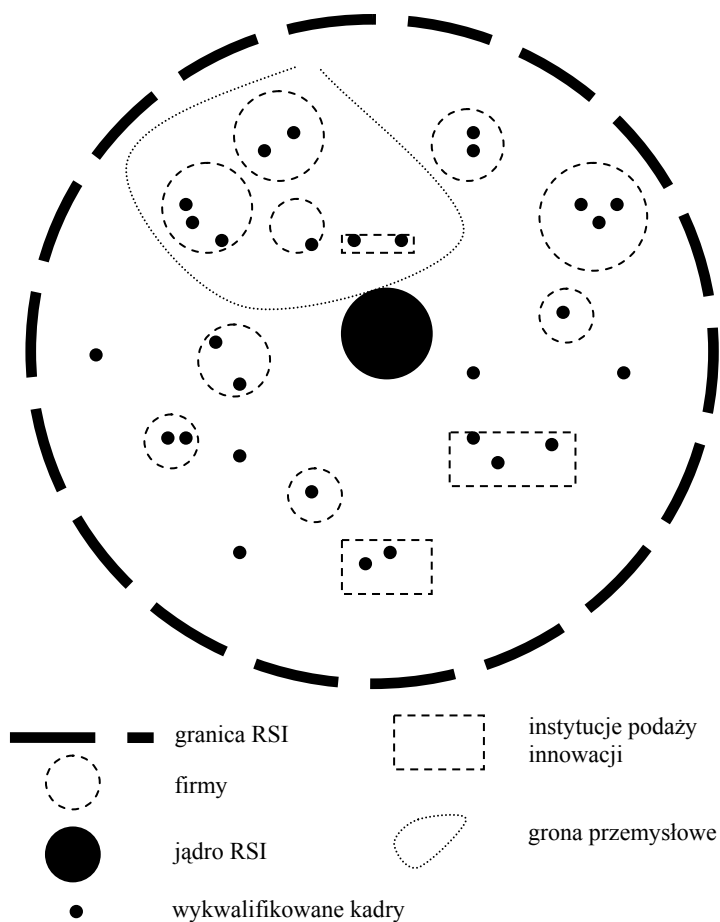 granica RSI
firmy
jądro RSI
wykwalifikowane kadry
instytucje podaży
innowacji
grona przemysłowe